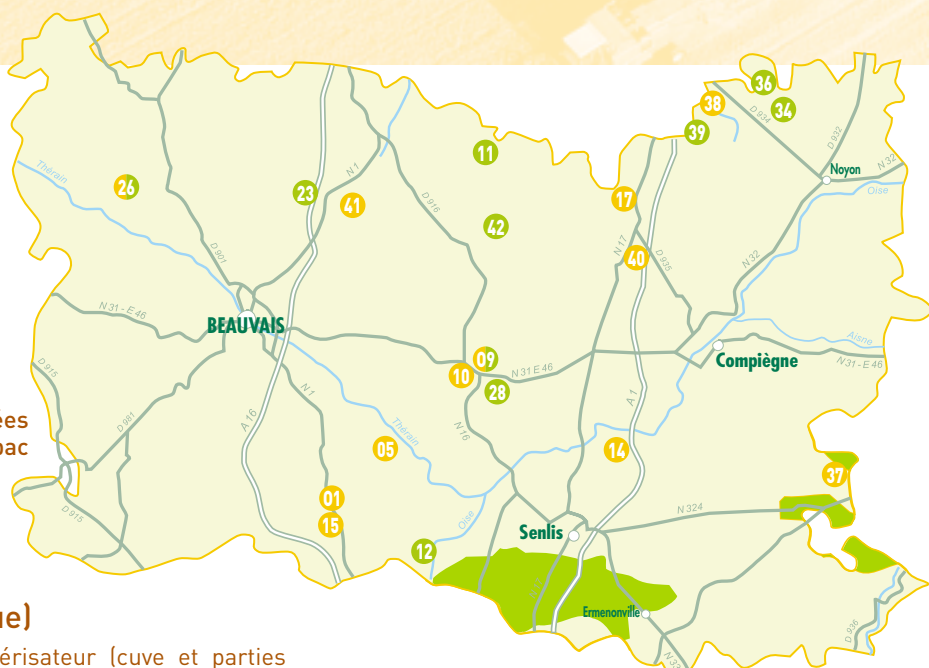 36
38
34
D 934
D 932
39
11
N 1
Thérain
Noyon
N 32
26
23
Oise
41
17
D 916
42
N 17
D 901
40
D 935
N 32
N 31 - E 46
BEAUVAIS
Aisne
09
Compiègne
N 31 E 46
N 31 - E 46
10
D 915
28
N 1
A 1
A 16
ées
D 981
N 16
Thérain
05
14
pac
37
01
N 324
D 915
15
Oise
Senlis
12
N 17
Ermenonville
ue)
D 936
érisateur (cuve et parties